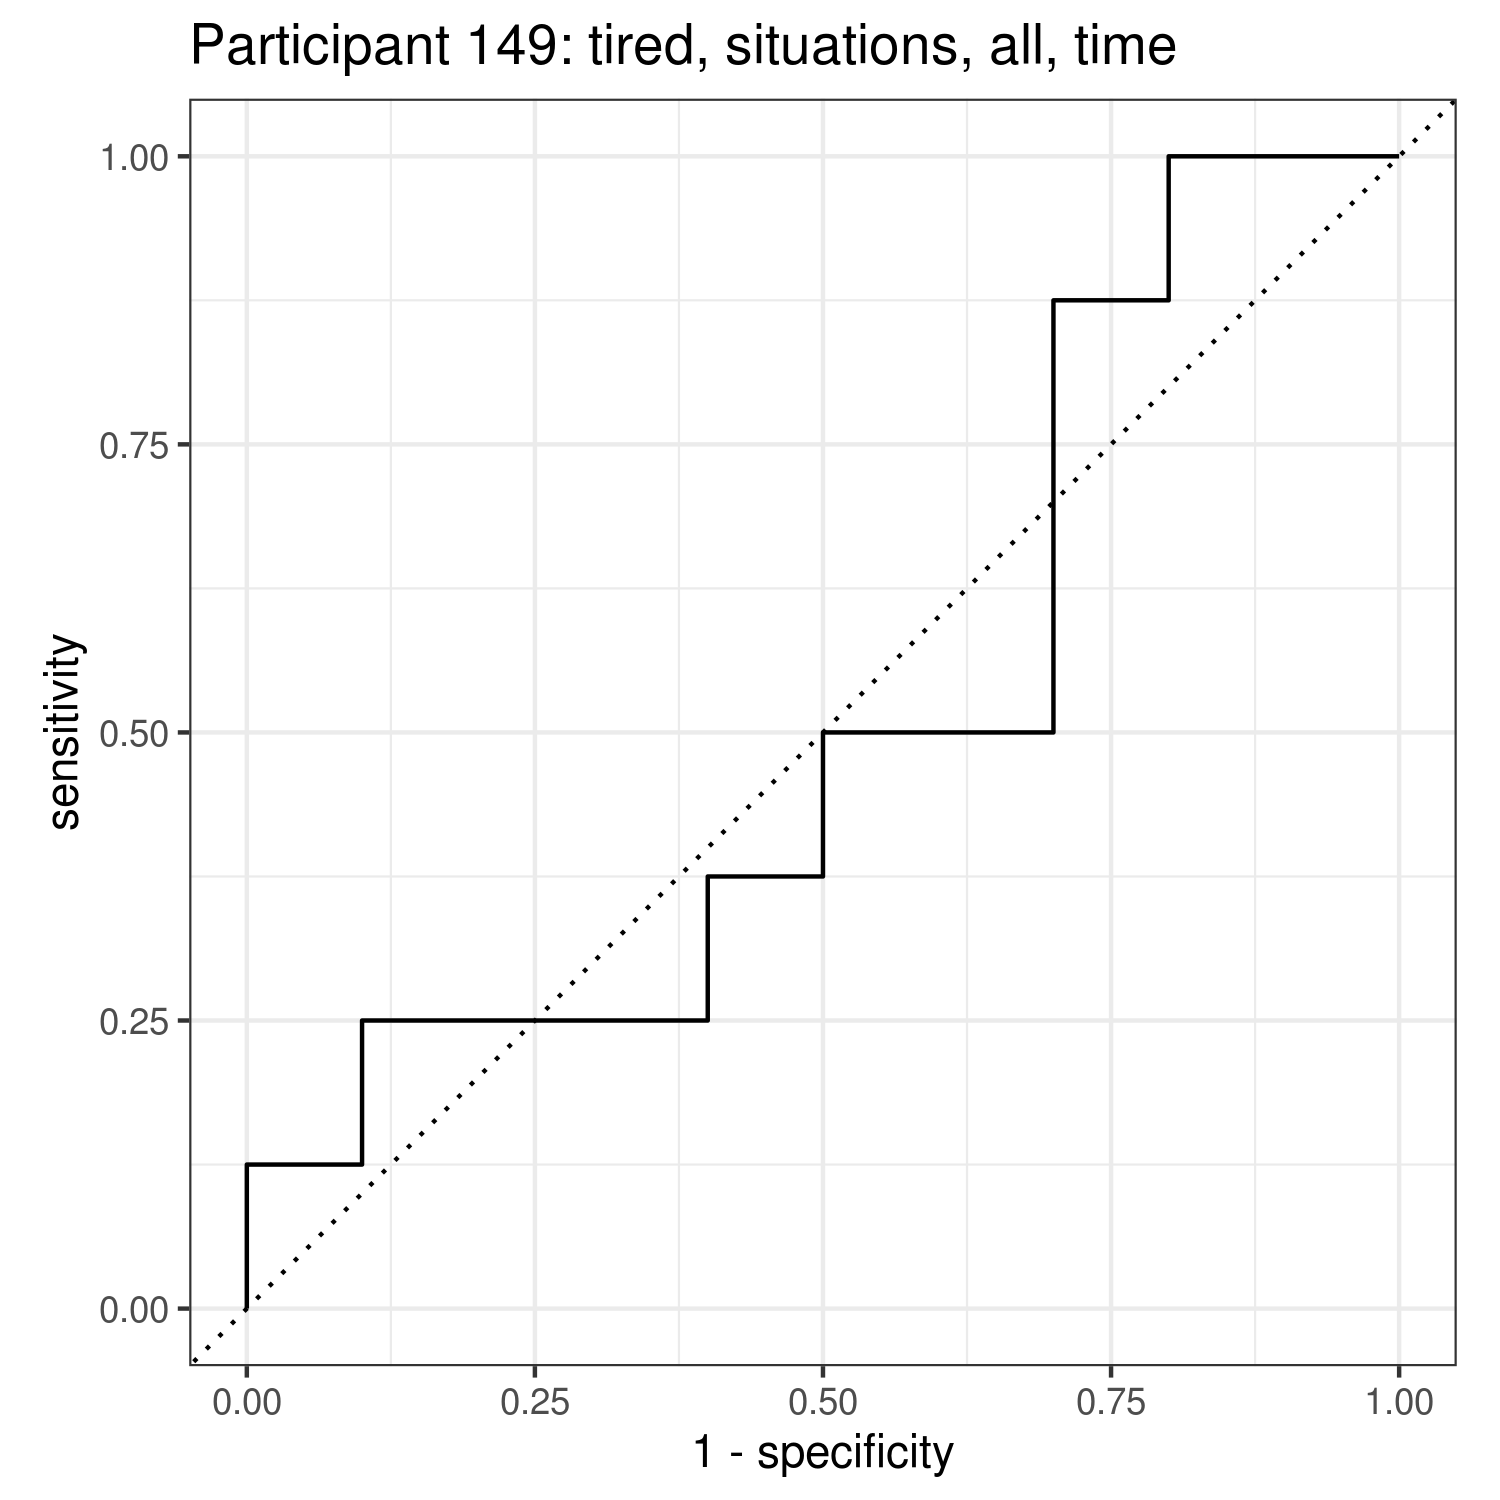 Participant 149: tired, situations, all, time
1.00
0.75
0.50
0.25
0.00
sensitivity
0.00 0.25 0.50 0.75 1.00
1 - specificity